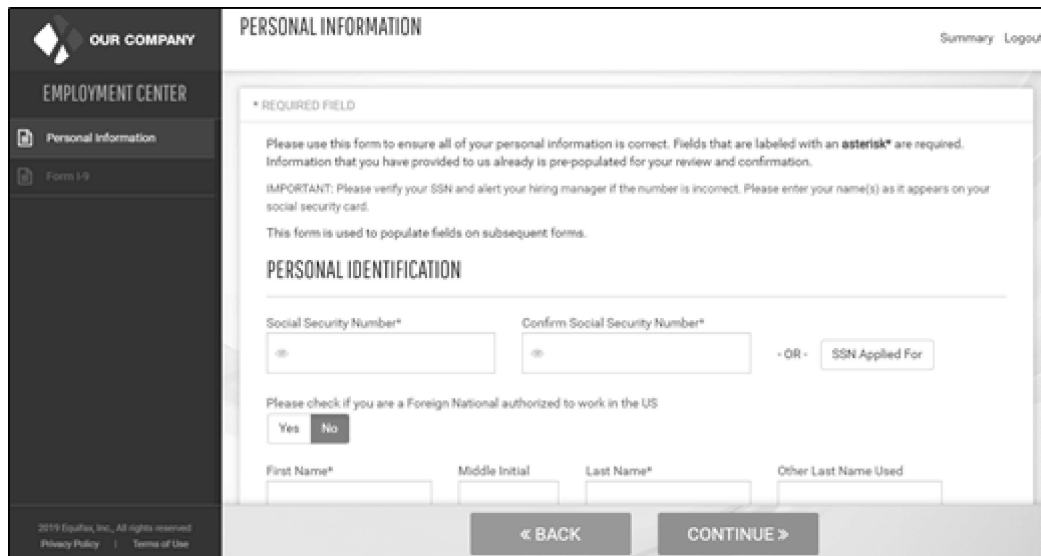 OUR COMPANY
EMPLOYMENT CENTER
Personal Information
Form I-9
2019 Equifax, Inc., All rights reserved
Privacy Policy | Terms of Use
PERSONAL INFORMATION
Summary Logout
* REQUIRED FIELD
Please use this form to ensure all of your personal information is correct. Fields that are labeled with an asterisk* are required.
Information that you have provided to us already is pre-populated for your review and confirmation.
IMPORTANT: Please verify your SSN and alert your hiring manager if the number is incorrect. Please enter your name(s) as it appears on your
social security card.
This form is used to populate fields on subsequent forms.
PERSONAL IDENTIFICATION
Social Security Number* Confirm Social Security Number*
- OR - SSN Applied For
Please check if you are a Foreign National authorized to work in the US
Yes No
First Name* Middle Initial Last Name* Other Last Name Used
« BACK CONTINUE »